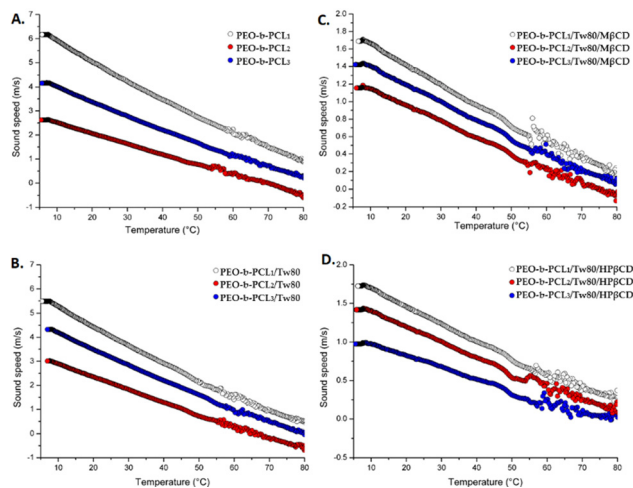 A.
PEO-b-PCL₁
PEO-b-PCL₂
PEO-b-PCL₃
Sound speed (m/s)
7
6
5
4
3
2
1
0
-1
10 20 30 40 50 60 70 80
Temperature (°C)
B.
PEO-b-PCL₁/Tw80
PEO-b-PCL₂/Tw80
PEO-b-PCL₃/Tw80
Sound speed (m/s)
6
5
4
3
2
1
0
-1
10 20 30 40 50 60 70 80
Temperature (°C)
C.
PEO-b-PCL₁/Tw80/MβCD
PEO-b-PCL₂/Tw80/MβCD
PEO-b-PCL₃/Tw80/MβCD
Sound speed (m/s)
2.0
1.8
1.6
1.4
1.2
1.0
0.8
0.6
0.4
0.2
0.0
-0.2
10 20 30 40 50 60 70 80
Temperature (°C)
D.
PEO-b-PCL₁/Tw80/HPβCD
PEO-b-PCL₂/Tw80/HPβCD
PEO-b-PCL₃/Tw80/HPβCD
Sound speed (m/s)
2.0
1.5
1.0
0.5
0.0
-0.5
10 20 30 40 50 60 70 80
Temperature (°C)